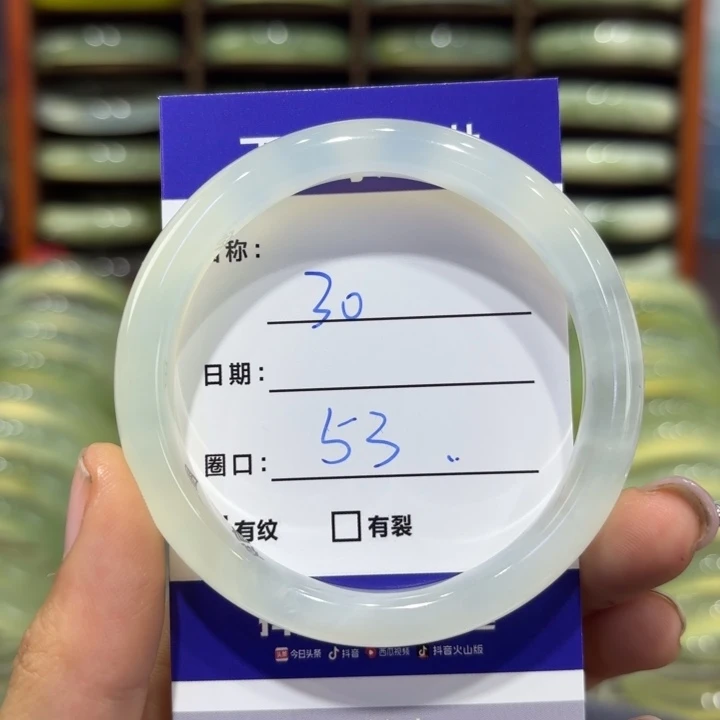 称:
30
日期:
圈口: 53
有纹 □ 有裂
今日头条 抖音 西瓜视频 抖音火山版